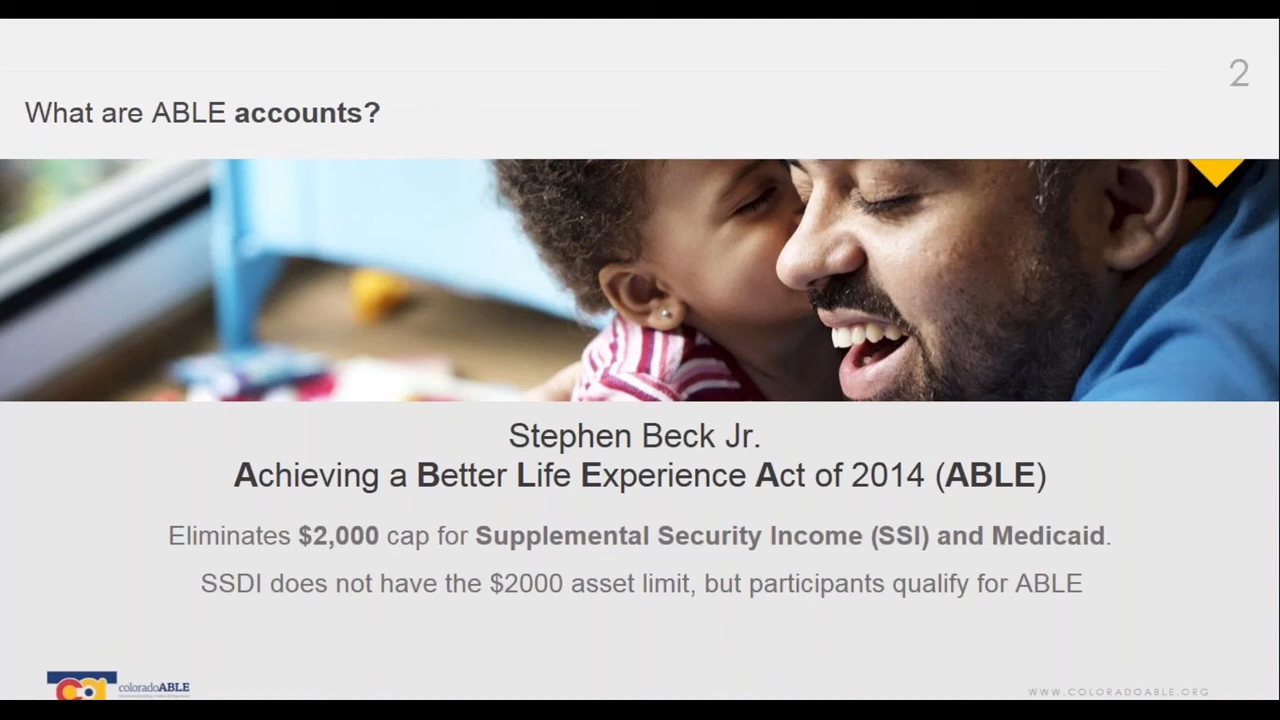 2
What are ABLE accounts?
Stephen Beck Jr.
Achieving a Better Life Experience Act of 2014 (ABLE)
Eliminates $2,000 cap for Supplemental Security Income (SSI) and Medicaid.
SSDI does not have the $2000 asset limit, but participants qualify for ABLE
coloradoABLE
WWW.COLORADOABLE.ORG